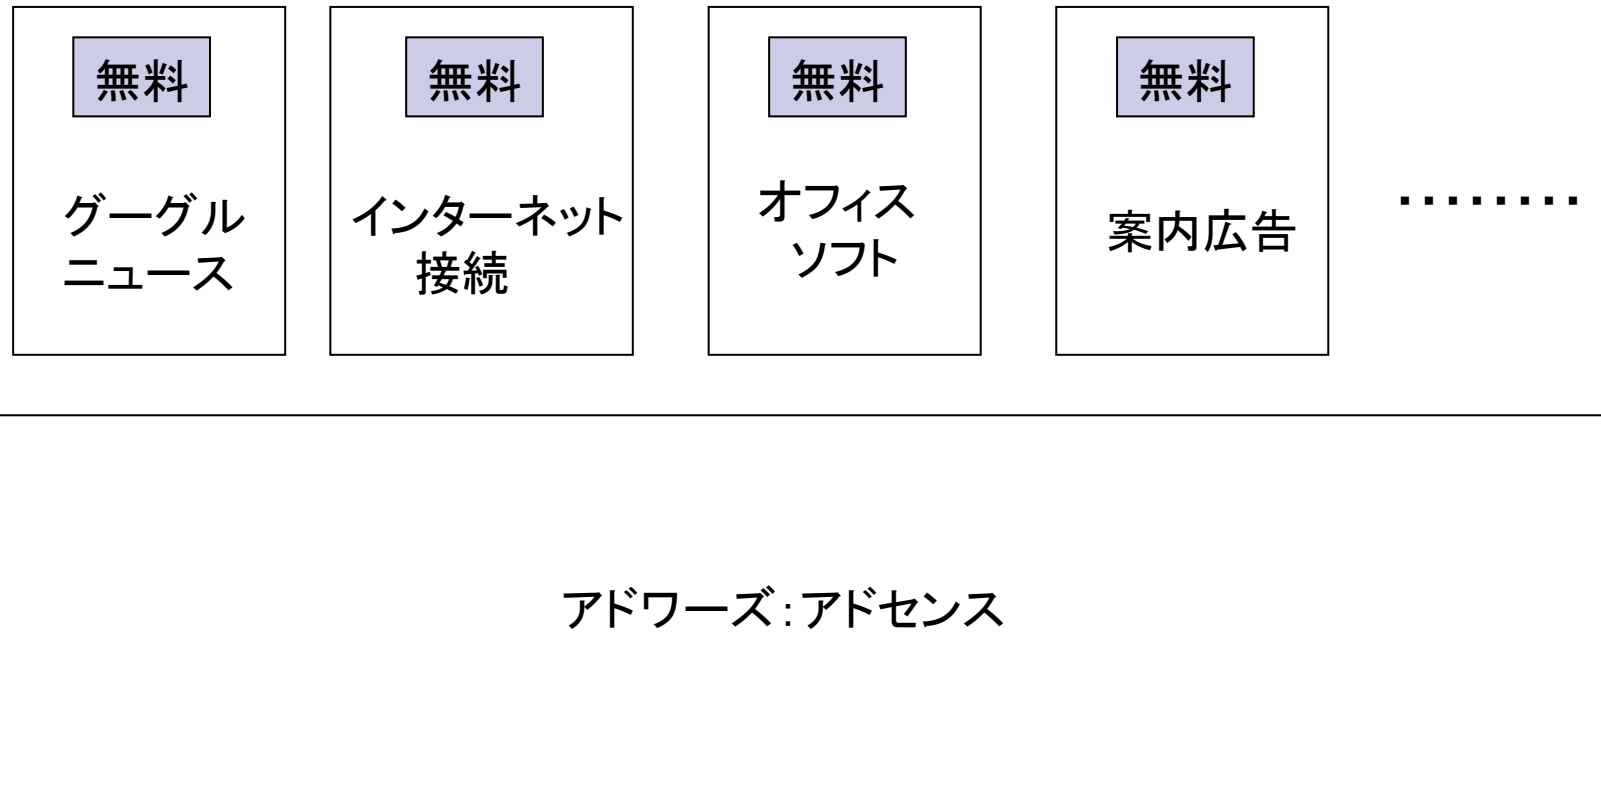 無料
グーグル
ニュース
無料
インターネット
接続
無料
オフィス
ソフト
無料
案内広告
‥‥‥‥
アドワーズ：アドセンス